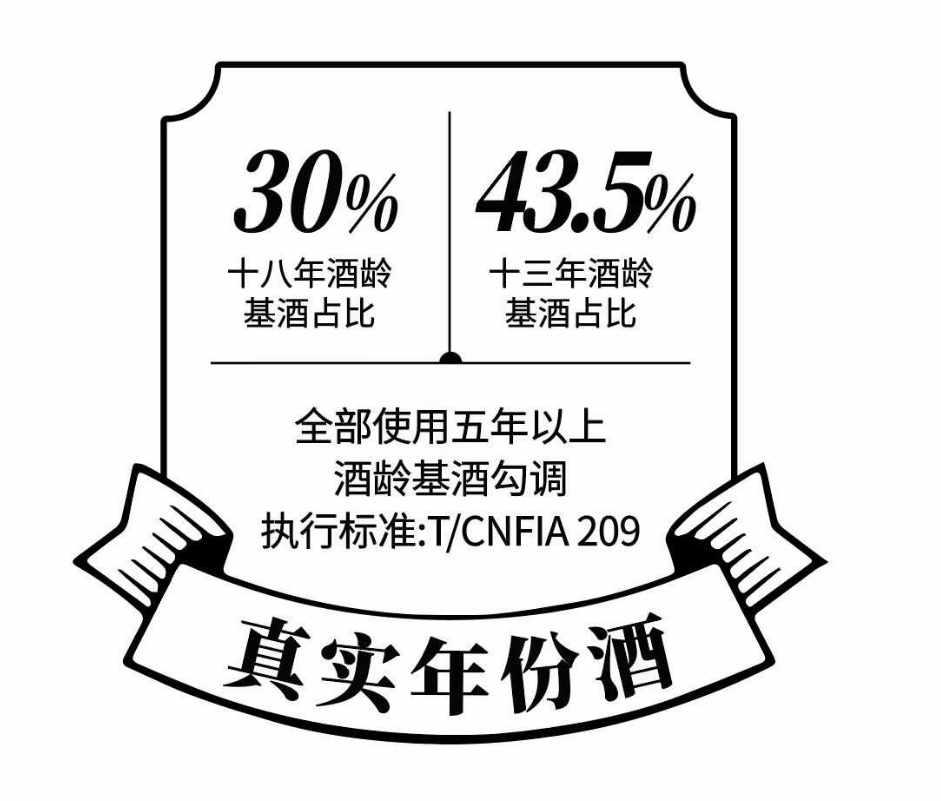 30%
十八年酒龄
基酒占比
43.5%
十三年酒龄
基酒占比
全部使用五年以上
酒龄基酒勾调
执行标准:T/CNFIA 209
真实年份酒